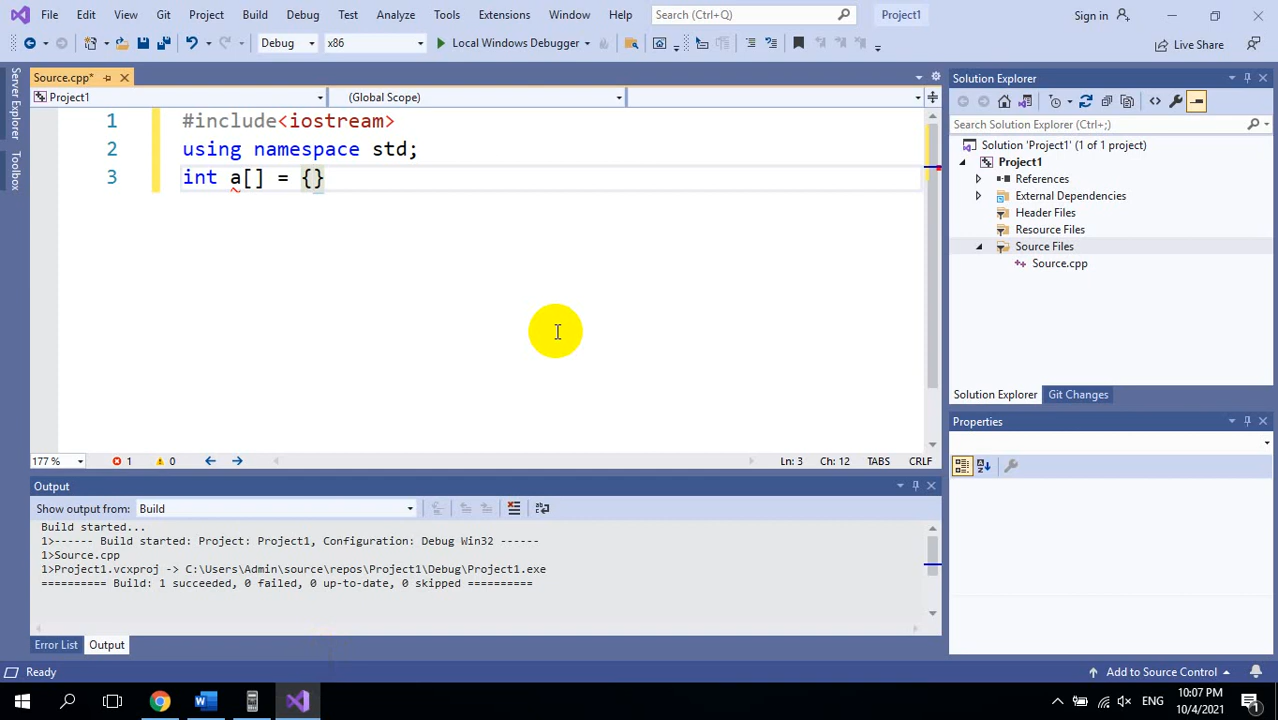 File Edit View Git Project Build Debug Test Analyze Tools Extensions Window Help Search (Ctrl+Q) Project1 Sign in
Debug x86 Local Windows Debugger Live Share
Server Explorer
Toolbox
Source.cpp*
Project1 (Global Scope)
1 #include<iostream>
2 using namespace std;
3 int a[] = {}
177 % 1 0 Ln: 3 Ch: 12 TABS CRLF
Output
Show output from: Build
Build started...
1>------ Build started: Project: Project1, Configuration: Debug Win32 ------
1>Source.cpp
1>Project1.vcxproj -> C:\Users\Admin\source\repos\Project1\Debug\Project1.exe
========== Build: 1 succeeded, 0 failed, 0 up-to-date, 0 skipped ==========
Error List Output
Solution Explorer
Search Solution Explorer (Ctrl+;)
Solution 'Project1' (1 of 1 project)
Project1
References
External Dependencies
Header Files
Resource Files
Source Files
Source.cpp
Solution Explorer Git Changes
Properties
Ready Add to Source Control
ENG 10:07 PM
10/4/2021